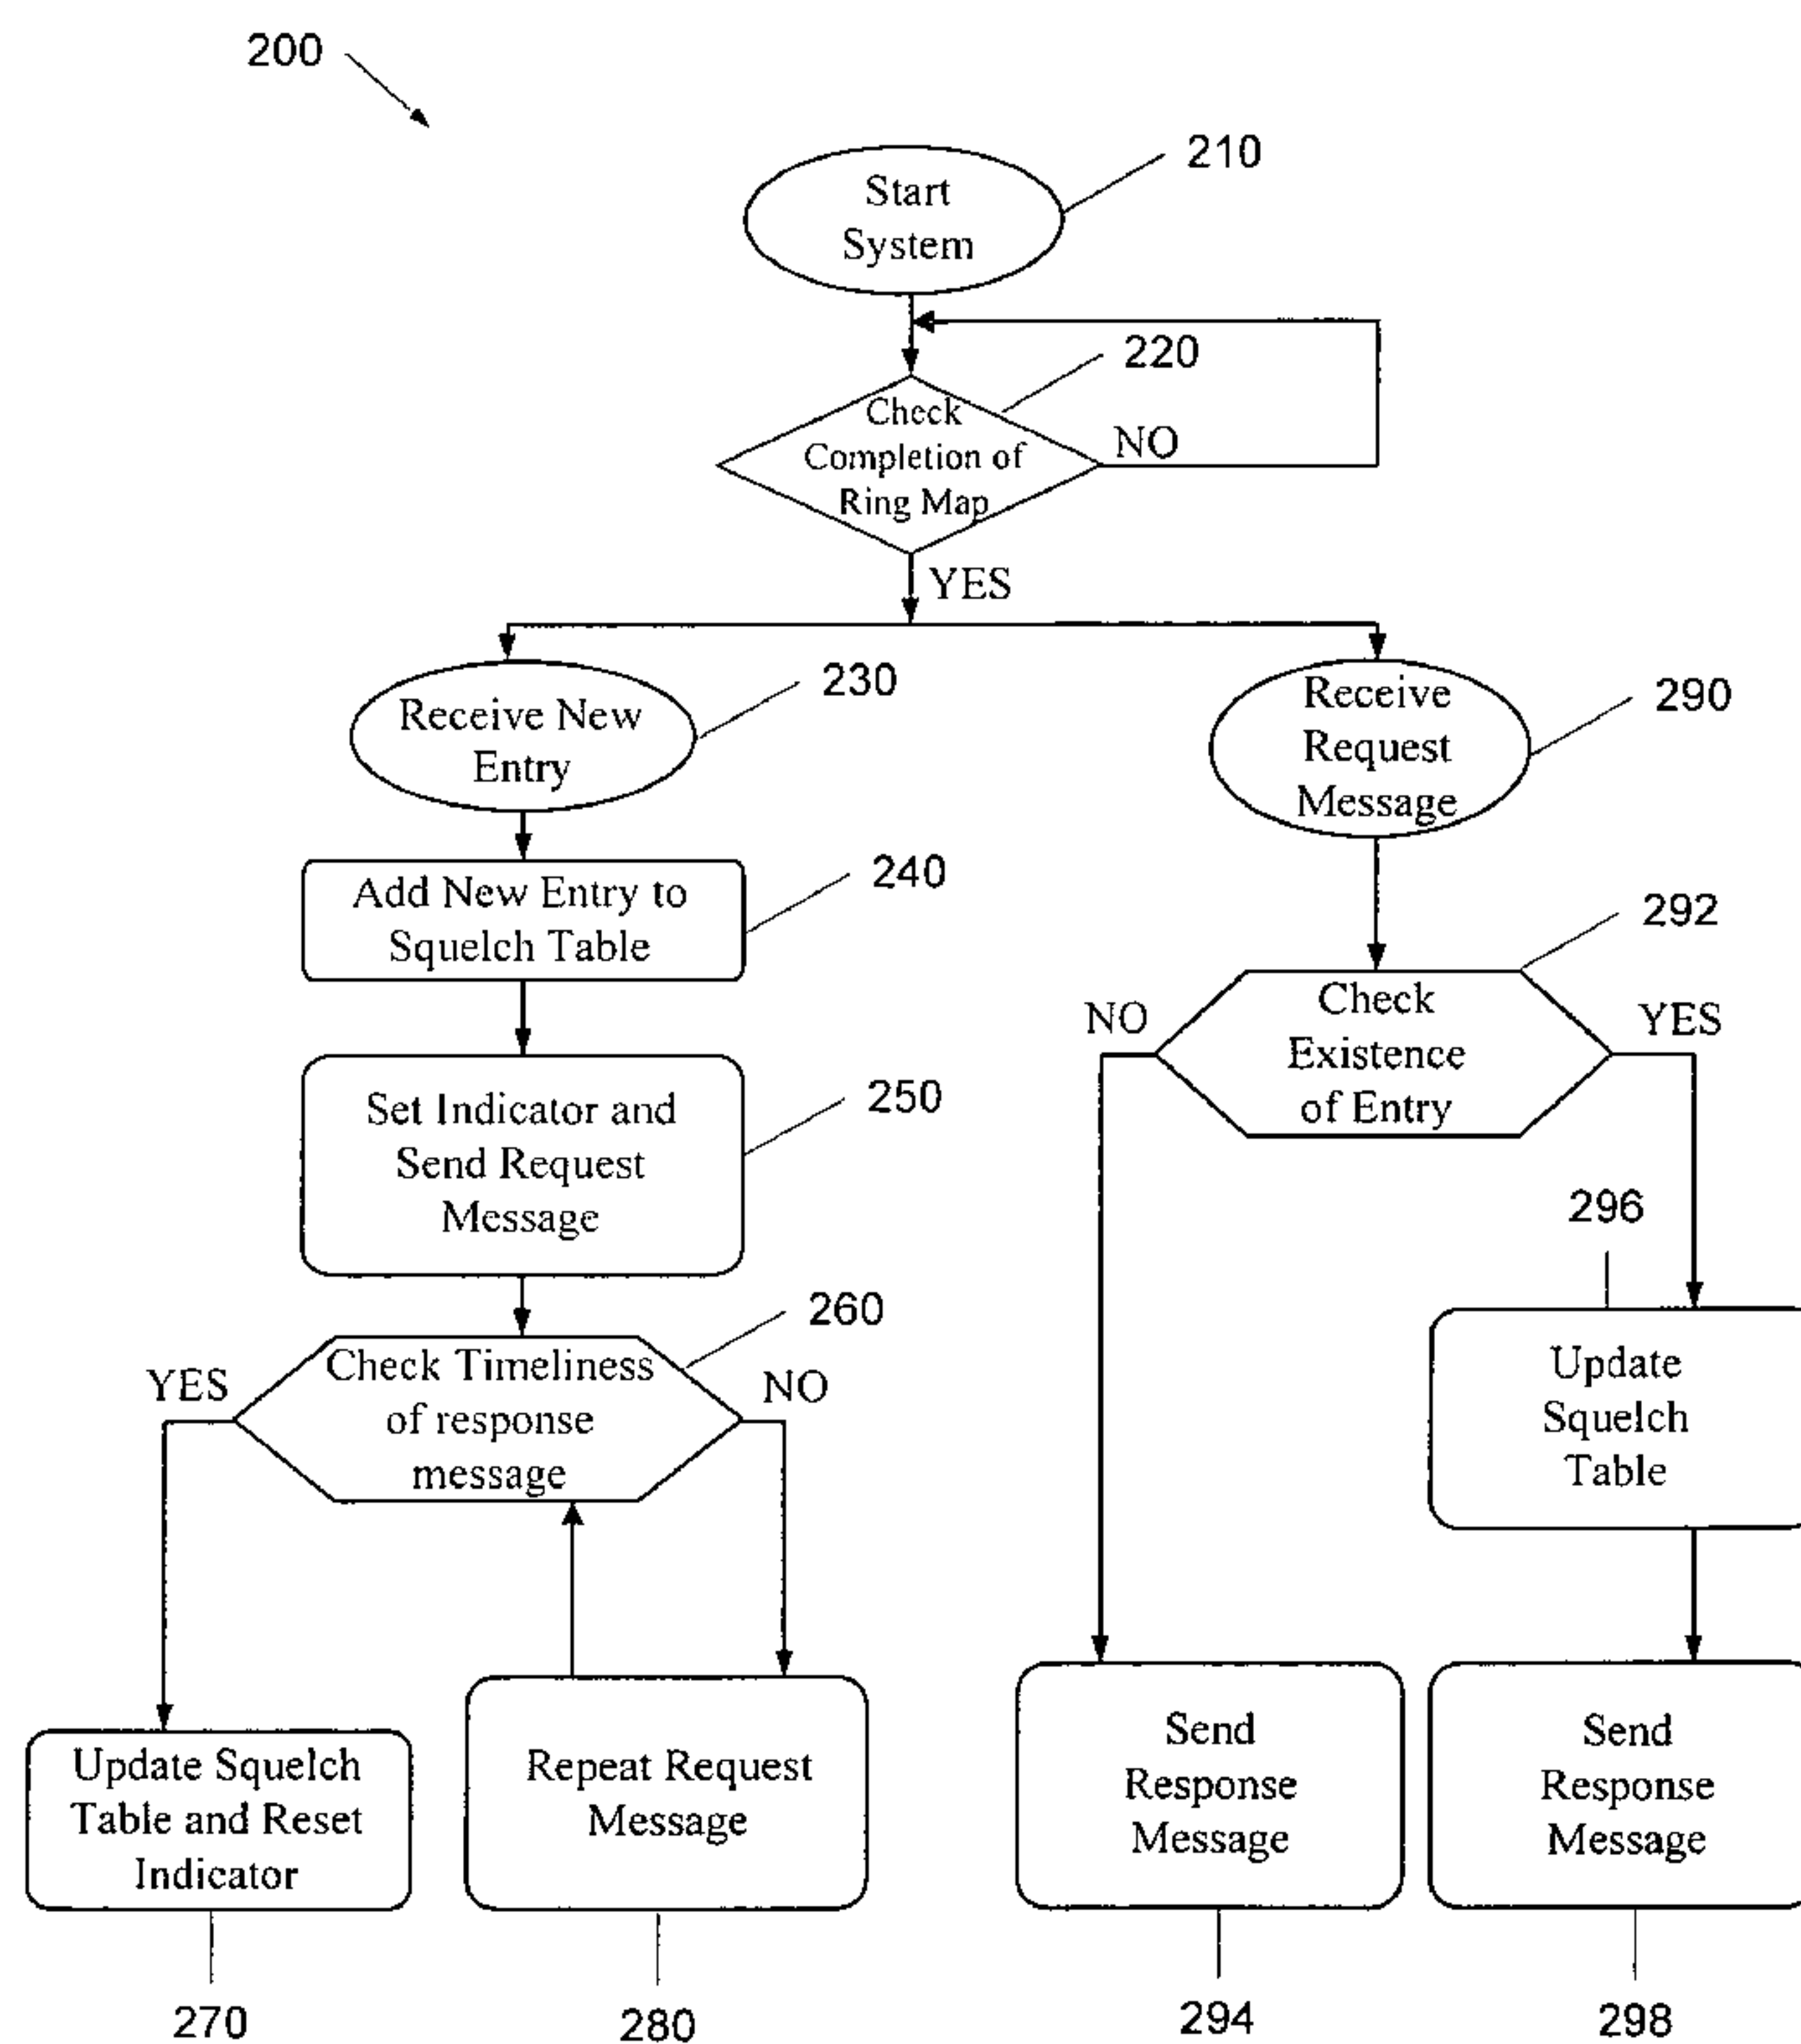 200
210
Start
System
220
Check
Completion of
Ring Map
NO
YES
230
Receive New
Entry
290
Receive
Request
Message
240
Add New Entry to
Squelch Table
292
Check
Existence
of Entry
NO
YES
250
Set Indicator and
Send Request
Message
296
Update
Squelch
Table
260
Check Timeliness
of response
message
YES
NO
Update Squelch
Table and Reset
Indicator
Repeat Request
Message
Send
Response
Message
Send
Response
Message
270
280
294
298